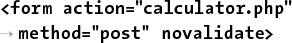 <form action="calculator.php"
→ method="post" novalidate>